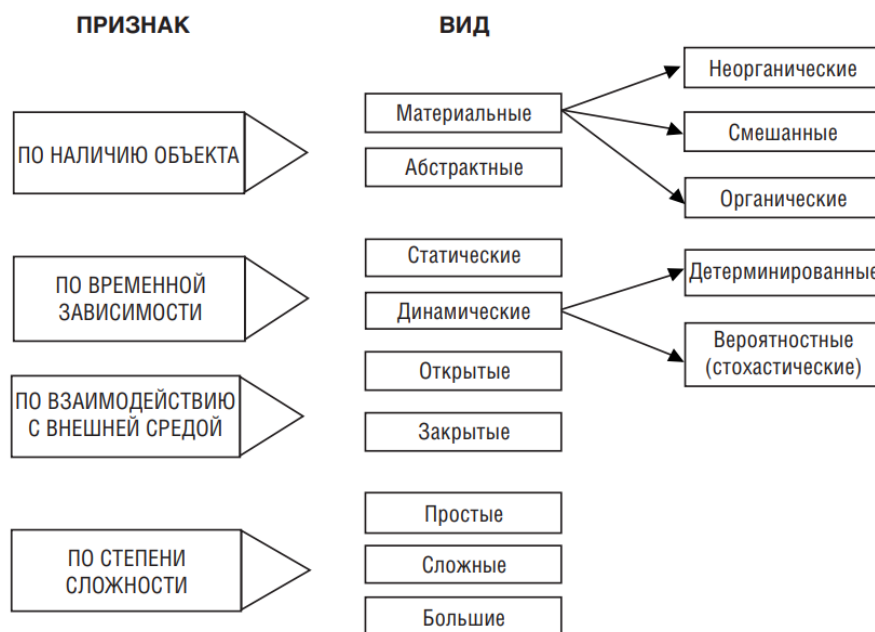 ПРИЗНАК
ВИД
ПО НАЛИЧИЮ ОБЪЕКТА
Материальные
Абстрактные
Неорганические
Смешанные
Органические
ПО ВРЕМЕННОЙ
ЗАВИСИМОСТИ
Статические
Динамические
Детерминированные
Вероятностные
(стохастические)
ПО ВЗАИМОДЕЙСТВИЮ
С ВНЕШНЕЙ СРЕДОЙ
Открытые
Закрытые
ПО СТЕПЕНИ
СЛОЖНОСТИ
Простые
Сложные
Большие